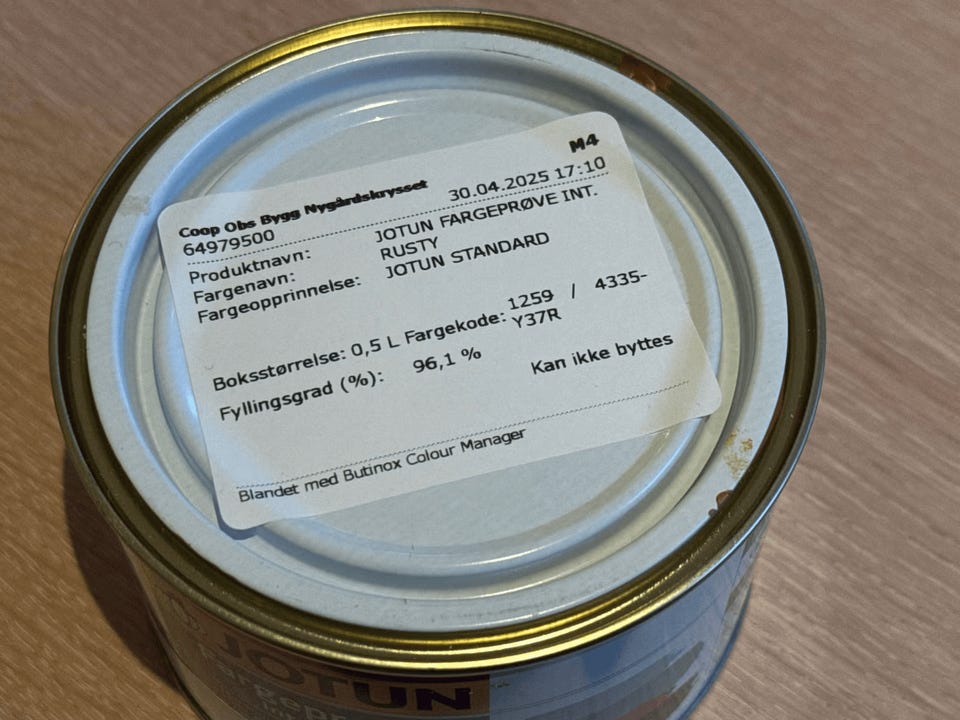 M4
Coop Obs Bygg Nygårdskrysset
64979500 30.04.2025 17:10
Produktnavn: JOTUN FARGEPRØVE INT.
Fargenavn: RUSTY
Fargeopprinnelse: JOTUN STANDARD
Boksstørrelse: 0,5 L Fargekode: 1259 / 4335-
Y37R
Fyllingsgrad (%): 96,1 %
Kan ikke byttes
Blandet med Butinox Colour Manager
JOTUN